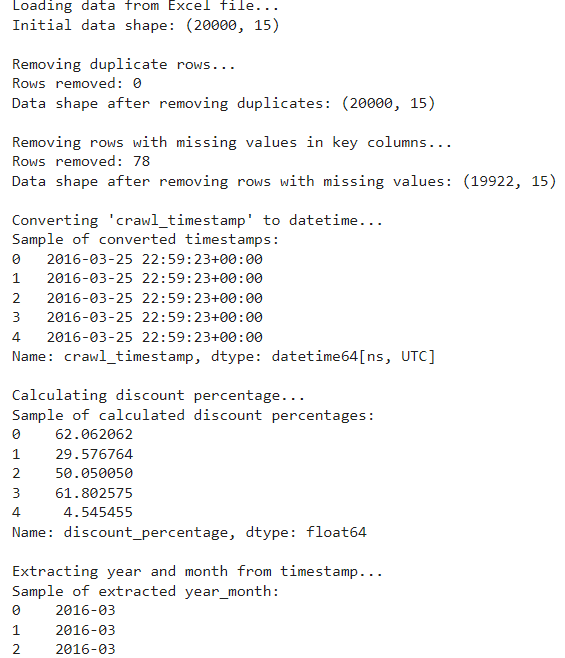 Loading data from Excel file...
Initial data shape: (20000, 15)

Removing duplicate rows...
Rows removed: 0
Data shape after removing duplicates: (20000, 15)

Removing rows with missing values in key columns...
Rows removed: 78
Data shape after removing rows with missing values: (19922, 15)

Converting 'crawl_timestamp' to datetime...
Sample of converted timestamps:
0   2016-03-25 22:59:23+00:00
1   2016-03-25 22:59:23+00:00
2   2016-03-25 22:59:23+00:00
3   2016-03-25 22:59:23+00:00
4   2016-03-25 22:59:23+00:00
Name: crawl_timestamp, dtype: datetime64[ns, UTC]

Calculating discount percentage...
Sample of calculated discount percentages:
0    62.062062
1    29.576764
2    50.050050
3    61.802575
4     4.545455
Name: discount_percentage, dtype: float64

Extracting year and month from timestamp...
Sample of extracted year_month:
0    2016-03
1    2016-03
2    2016-03